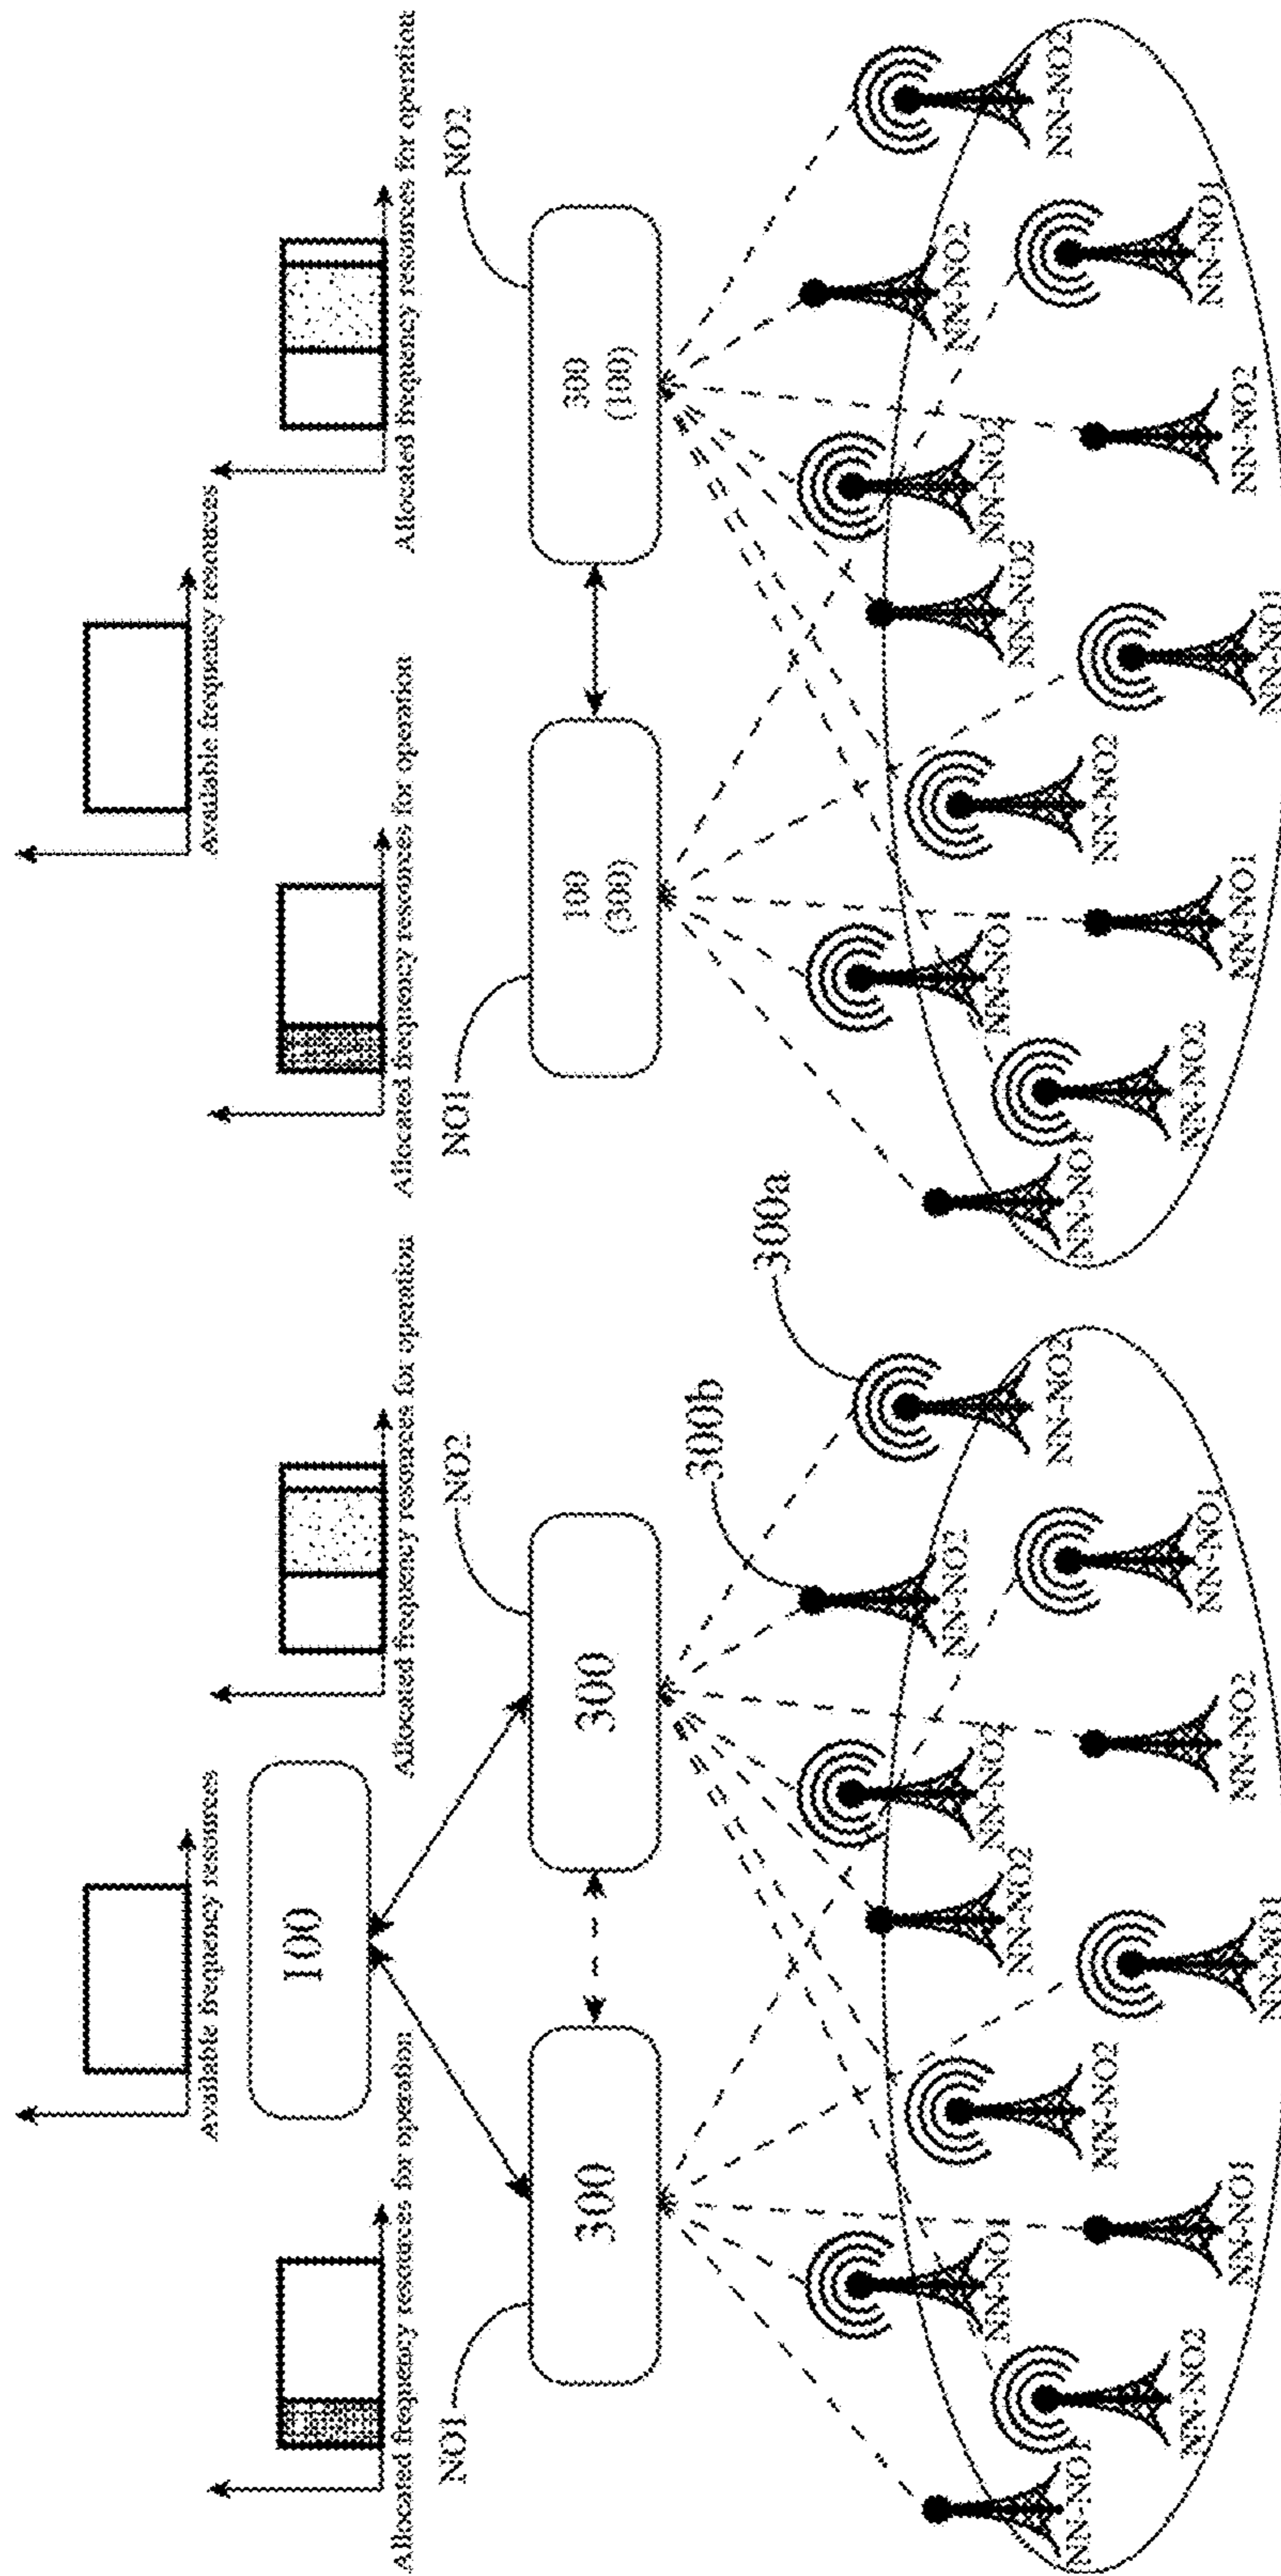 Available frequency resources
100
Allocated frequency resources for operation
Allocated frequency resources for operation
NO1
NO2
300
300
300b
300a
NN-NO2
NN-NO1
NN-NO2
NN-NO2
NN-NO2
NN-NO1
NN-NO2
NN-NO2
NN-NO1
NN-NO1
NN-NO2
NN-NO1
Available frequency resources
Allocated frequency resources for operation
Allocated frequency resources for operation
NO1
NO2
100
(300)
300
(100)
NN-NO2
NN-NO1
NN-NO2
NN-NO2
NN-NO2
NN-NO1
NN-NO2
NN-NO2
NN-NO1
NN-NO1
NN-NO2
NN-NO1